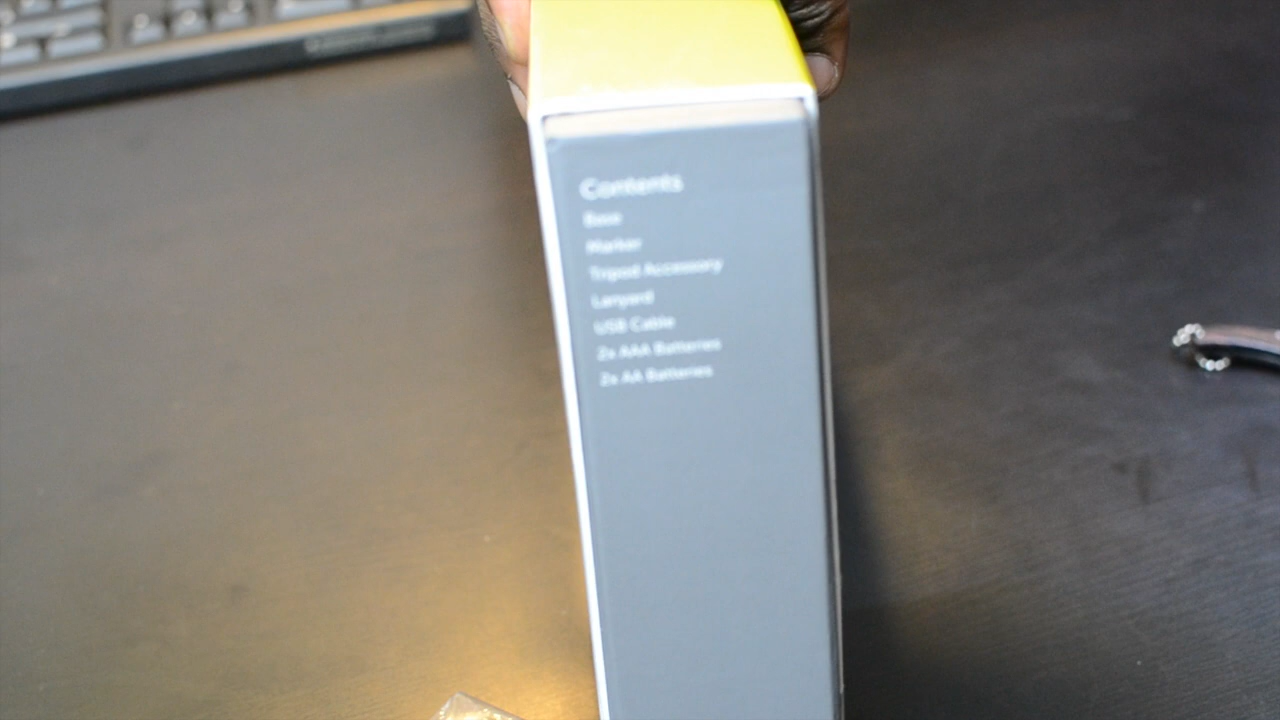 Contents
Base
Marker
Tripod Accessory
Lanyard
USB Cable
2x AAA Batteries
2x AA Batteries